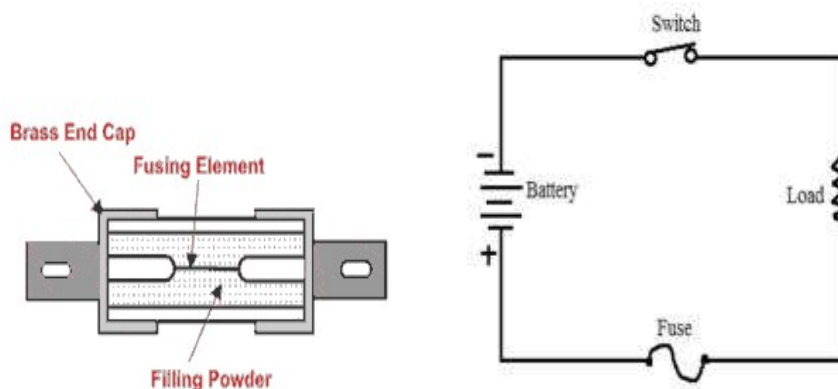 Brass End Cap
Fusing Element
Filling Powder
Switch
-
Battery
+
Load
Fuse